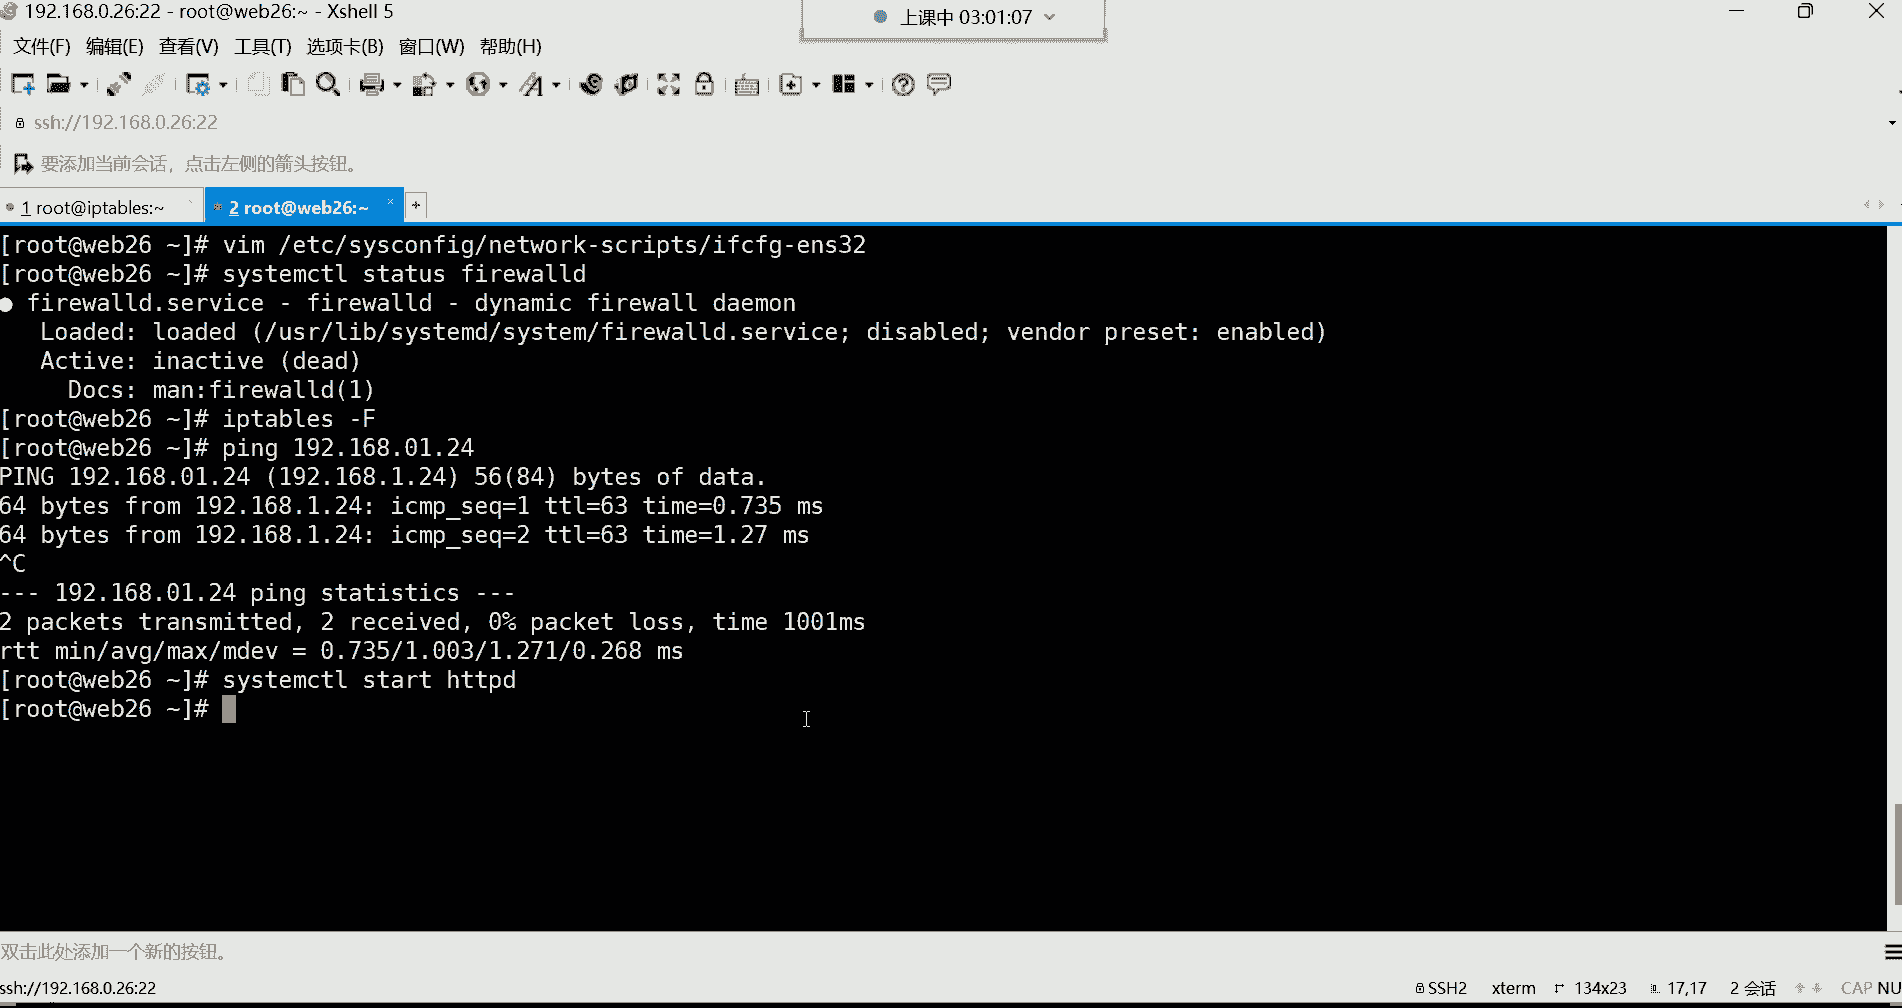 192.168.0.26:22 - root@web26:~ - Xshell 5
上课中 03:01:07
文件(F) 编辑(E) 查看(V) 工具(T) 选项卡(B) 窗口(W) 帮助(H)
ssh://192.168.0.26:22
要添加当前会话，点击左侧的箭头按钮。
1 root@iptables:~ 2 root@web26:~
[root@web26 ~]# vim /etc/sysconfig/network-scripts/ifcfg-ens32
[root@web26 ~]# systemctl status firewalld
● firewalld.service - firewalld - dynamic firewall daemon
Loaded: loaded (/usr/lib/systemd/system/firewalld.service; disabled; vendor preset: enabled)
Active: inactive (dead)
Docs: man:firewalld(1)
[root@web26 ~]# iptables -F
[root@web26 ~]# ping 192.168.01.24
PING 192.168.01.24 (192.168.1.24) 56(84) bytes of data.
64 bytes from 192.168.1.24: icmp_seq=1 ttl=63 time=0.735 ms
64 bytes from 192.168.1.24: icmp_seq=2 ttl=63 time=1.27 ms
^C
--- 192.168.01.24 ping statistics ---
2 packets transmitted, 2 received, 0% packet loss, time 1001ms
rtt min/avg/max/mdev = 0.735/1.003/1.271/0.268 ms
[root@web26 ~]# systemctl start httpd
[root@web26 ~]#
双击此处添加一个新的按钮。
ssh://192.168.0.26:22 SSH2 xterm 134x23 17,17 2 会话 CAP NU